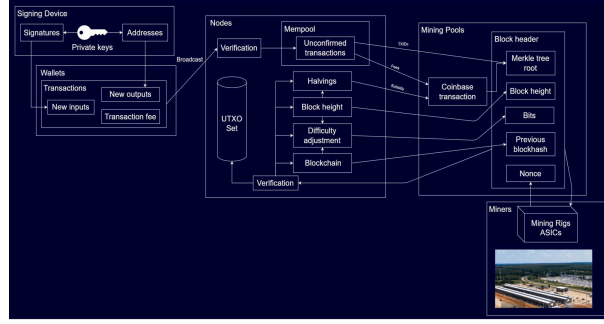 Signing Device
Signatures
Addresses
Private keys
Wallets
Transactions
New outputs
New inputs
Transaction fee
Broadcast
Nodes
Verification
Mempool
Unconfirmed
transactions
UTXO
Set
Halvings
Block height
Difficulty
adjustment
Blockchain
Verification
TXIDs
Fees
Subsidy
Mining Pools
Coinbase
transaction
Block header
Merkle tree
root
Block height
Bits
Previous
blockhash
Nonce
Miners
Mining Rigs
ASICs